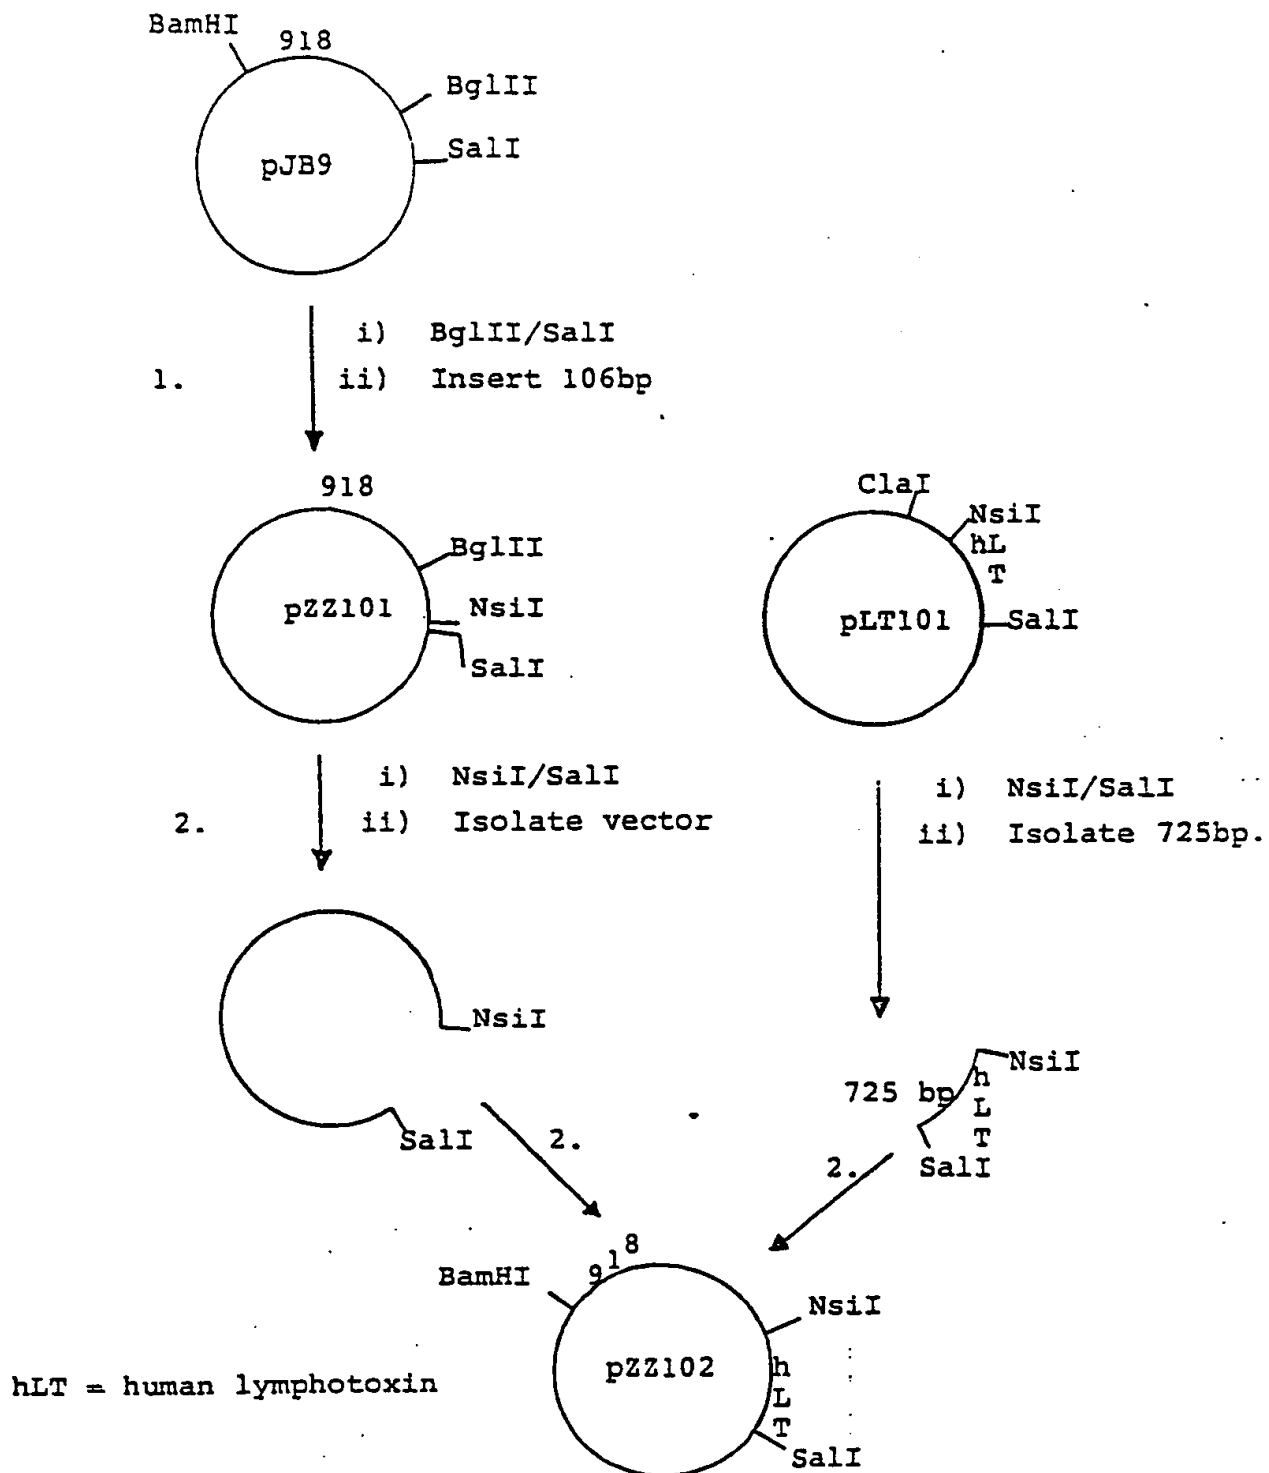 BamHI
918
BglII
SalI
pJB9
1.
i) BglII/SalI
ii) Insert 106bp
918
BglII
pZZ101
NsiI
SalI
ClaI
NsiI
hL
T
pLT101
SalI
2.
i) NsiI/SalI
ii) Isolate vector
i) NsiI/SalI
ii) Isolate 725bp.
NsiI
SalI
2.
NsiI
725 bp
h
L
T
SalI
2.
BamHI
918
NsiI
pZZ102
h
L
T
SalI
hLT = human lymphotoxin